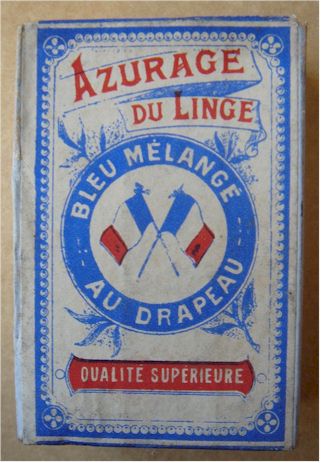 AZURAGE
DU LINGE
BLEU MÉLANGE
AU DRAPEAU
QUALITÉ SUPÉRIEURE